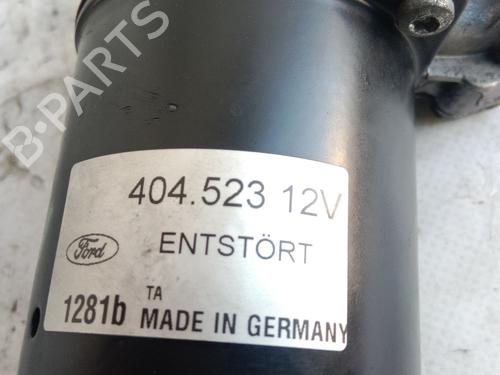 B-PARTS
404.523 12V
Ford
ENTSTÖRT
TA
1281b MADE IN GERMANY